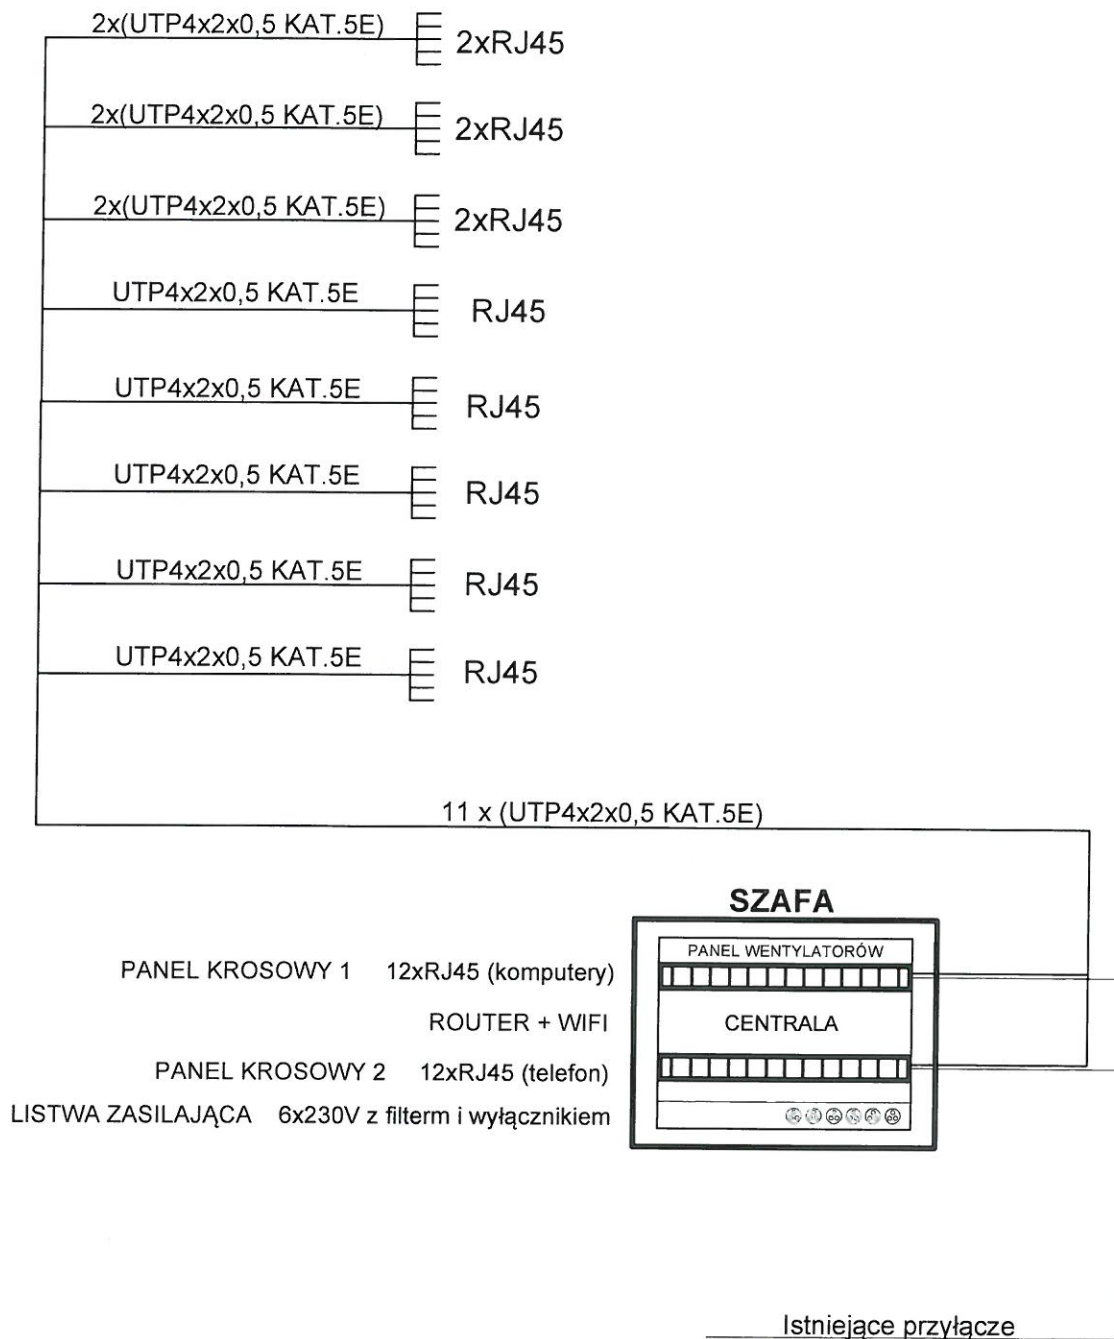 2x(UTP4x2x0,5 KAT.5E)
2xRJ45
2x(UTP4x2x0,5 KAT.5E)
2xRJ45
2x(UTP4x2x0,5 KAT.5E)
2xRJ45
UTP4x2x0,5 KAT.5E
RJ45
UTP4x2x0,5 KAT.5E
RJ45
UTP4x2x0,5 KAT.5E
RJ45
UTP4x2x0,5 KAT.5E
RJ45
UTP4x2x0,5 KAT.5E
RJ45
11 x (UTP4x2x0,5 KAT.5E)
SZAFA
PANEL WENTYLATORÓW
PANEL KROSOWY 1 12xRJ45 (komputery)
ROUTER + WIFI
CENTRALA
PANEL KROSOWY 2 12xRJ45 (telefon)
LISTWA ZASILAJĄCA 6x230V z filterm i wyłącznikiem
Istniejące przyłącze